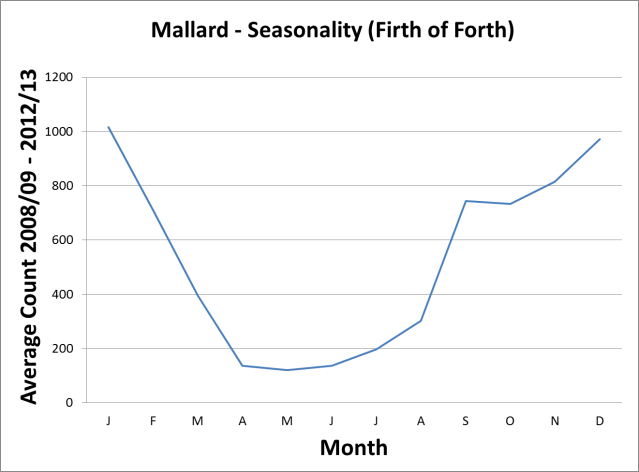 Mallard - Seasonality (Firth of Forth)
Average Count 2008/09 - 2012/13
1200
1000
800
600
400
200
0
J F M A M J J A S O N D
Month